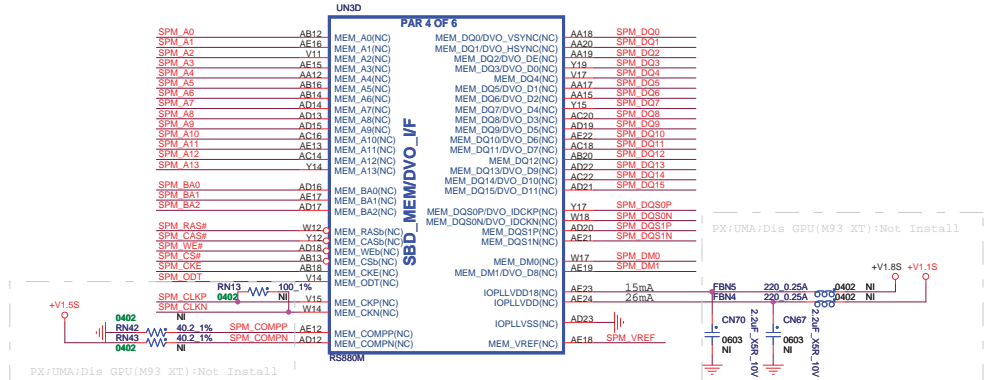 UN3D
PAR 4 OF 6
SPM_A0 AB12 MEM_A0(NC) MEM_DQ0/DVO_VSYNC(NC) AA18 SPM_DQ0
SPM_A1 AE16 MEM_A1(NC) MEM_DQ1/DVO_HSYNC(NC) AA20 SPM_DQ1
SPM_A2 V11 MEM_A2(NC) MEM_DQ2/DVO_DE(NC) AA19 SPM_DQ2
SPM_A3 AE15 MEM_A3(NC) MEM_DQ3/DVO_D0(NC) Y19 SPM_DQ3
SPM_A4 AA12 MEM_A4(NC) MEM_DQ4(NC) V17 SPM_DQ4
SPM_A5 AB16 MEM_A5(NC) MEM_DQ5/DVO_D1(NC) AA17 SPM_DQ5
SPM_A6 AB14 MEM_A6(NC) MEM_DQ6/DVO_D2(NC) AA15 SPM_DQ6
SPM_A7 AD14 MEM_A7(NC) MEM_DQ7/DVO_D4(NC) Y15 SPM_DQ7
SPM_A8 AD13 MEM_A8(NC) MEM_DQ8/DVO_D3(NC) AC20 SPM_DQ8
SPM_A9 AD15 MEM_A9(NC) MEM_DQ9/DVO_D5(NC) AD19 SPM_DQ9
SPM_A10 AC16 MEM_A10(NC) MEM_DQ10/DVO_D6(NC) AE22 SPM_DQ10
SPM_A11 AE13 MEM_A11(NC) MEM_DQ11/DVO_D7(NC) AC18 SPM_DQ11
SPM_A12 AC14 MEM_A12(NC) MEM_DQ12(NC) AB20 SPM_DQ12
SPM_A13 Y14 MEM_A13(NC) MEM_DQ13/DVO_D9(NC) AD22 SPM_DQ13
MEM_DQ14/DVO_D10(NC) AC22 SPM_DQ14
SPM_BA0 AD16 MEM_BA0(NC) MEM_DQ15/DVO_D11(NC) AD21 SPM_DQ15
SPM_BA1 AE17 MEM_BA1(NC)
SPM_BA2 AD17 MEM_BA2(NC) MEM_DQS0P/DVO_IDCKP(NC) Y17 SPM_DQS0P
MEM_DQS0N/DVO_IDCKN(NC) W18 SPM_DQS0N
SPM_RAS# W12 MEM_RASb(NC) MEM_DQS1P(NC) AD20 SPM_DQS1P
SPM_CAS# Y12 MEM_CASb(NC) MEM_DQS1N(NC) AE21 SPM_DQS1N
SPM_WE# AD18 MEM_WEb(NC)
SPM_CS# AB13 MEM_CSb(NC) MEM_DM0(NC) W17 SPM_DM0
SPM_CKE AB18 MEM_CKE(NC) MEM_DM1/DVO_D8(NC) AE19 SPM_DM1
SPM_ODT V14 MEM_ODT(NC)
SBD_MEM/DVO_I/F
PX;UMA;Dis GPU(M93 XT):Not Install
+1.8S +V1.1S
RN13 100_1%
0402 NI
IOPLLVDD18(NC) AE23 15mA FBN5 220_0.25A 0402 NI
IOPLLVDD(NC) AE24 26mA FBN4 220_0.25A 0402 NI
+V1.5S
SPM_CLKP V15 MEM_CKP(NC)
SPM_CLKN W14 MEM_CKN(NC)
NI
IOPLLVSS(NC) AD23
CN70 0603 NI 2.2uF_X5R_10V
CN67 0603 NI 2.2uF_X5R_10V
0402
RN42 40.2_1% SPM_COMPP AE12 MEM_COMPP(NC)
RN43 40.2_1% SPM_COMPN AD12 MEM_COMPN(NC) MEM_VREF(NC) AE18 SPM_VREF
0402 NI
RS880M
PX;UMA;Dis GPU(M93 XT):Not Install